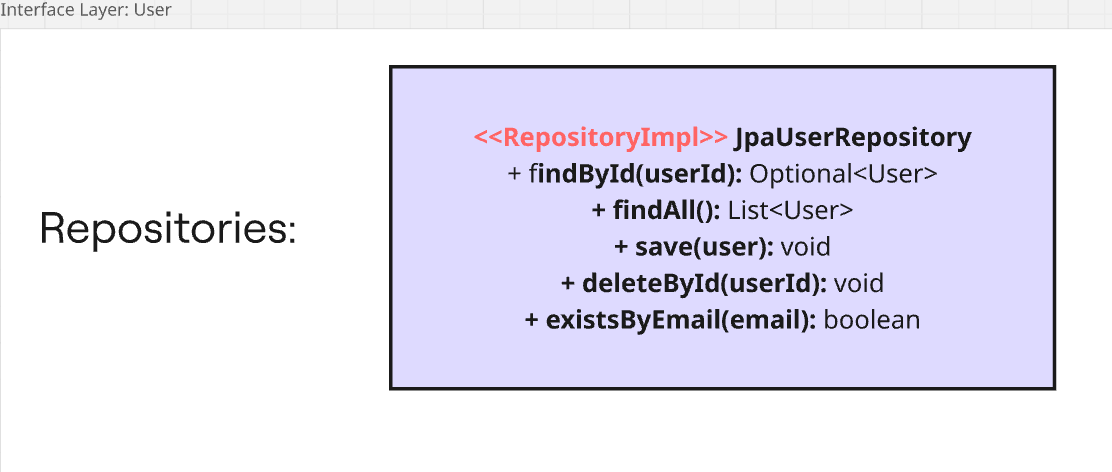 Interface Layer: User
Repositories:
<<RepositoryImpl>> JpaUserRepository
+ findById(userId): Optional<User>
+ findAll(): List<User>
+ save(user): void
+ deleteById(userId): void
+ existsByEmail(email): boolean